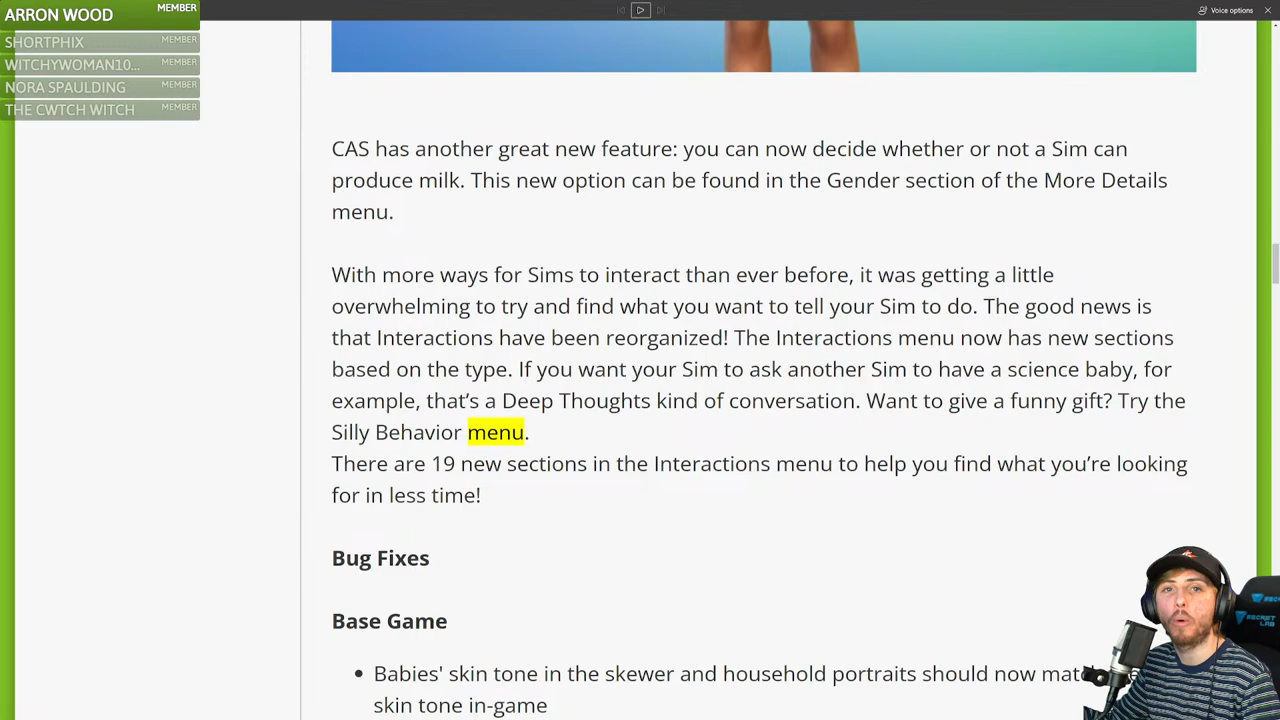 ARRON WOOD MEMBER
SHORTPHIX MEMBER
WITCHYWOMAN10... MEMBER
NORA SPAULDING MEMBER
THE CWTCH WITCH MEMBER
Voice options
CAS has another great new feature: you can now decide whether or not a Sim can
produce milk. This new option can be found in the Gender section of the More Details
menu.
With more ways for Sims to interact than ever before, it was getting a little
overwhelming to try and find what you want to tell your Sim to do. The good news is
that Interactions have been reorganized! The Interactions menu now has new sections
based on the type. If you want your Sim to ask another Sim to have a science baby, for
example, that’s a Deep Thoughts kind of conversation. Want to give a funny gift? Try the
Silly Behavior menu.
There are 19 new sections in the Interactions menu to help you find what you’re looking
for in less time!
Bug Fixes
Base Game
• Babies' skin tone in the skewer and household portraits should now
skin tone in-game
SECRET
LAB